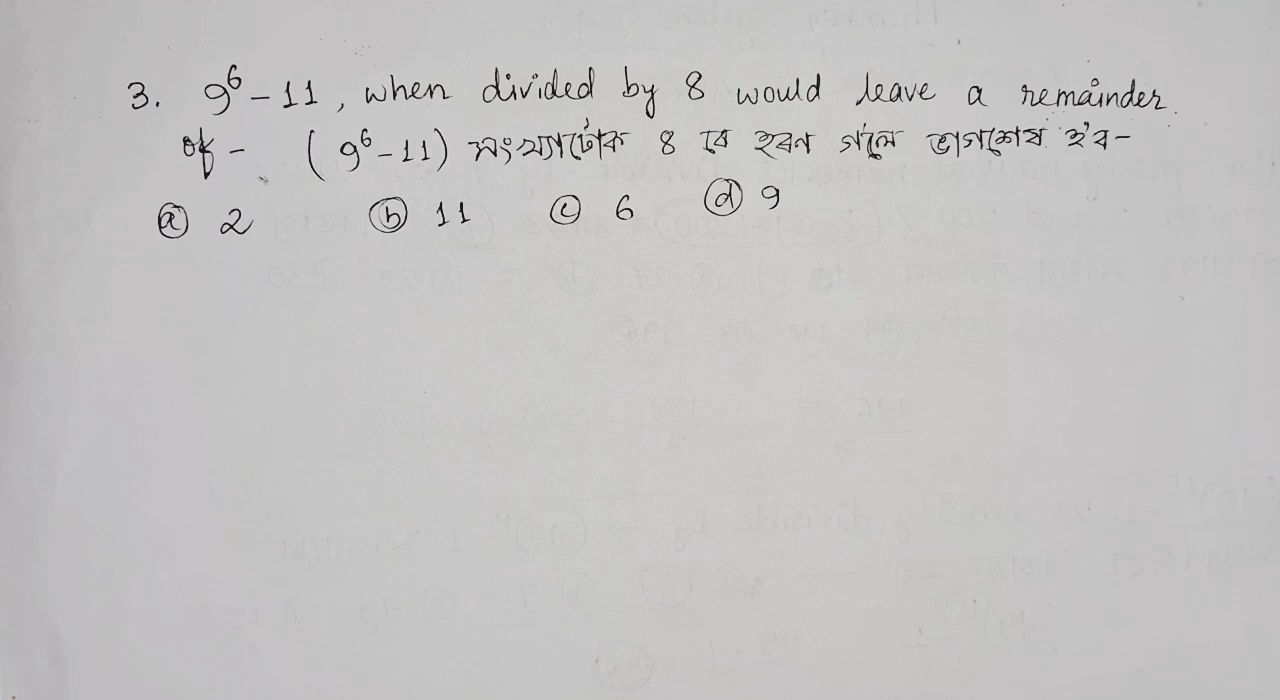 3. 9⁶ - 11, when divided by 8 would leave a remainder
of - (9⁶ - 11) সংখ্যাটোক 8 ৰে হৰণ গলে ভাগশেষ হ'ব -
ⓐ 2 ⓑ 11 ⓒ 6 ⓓ 9